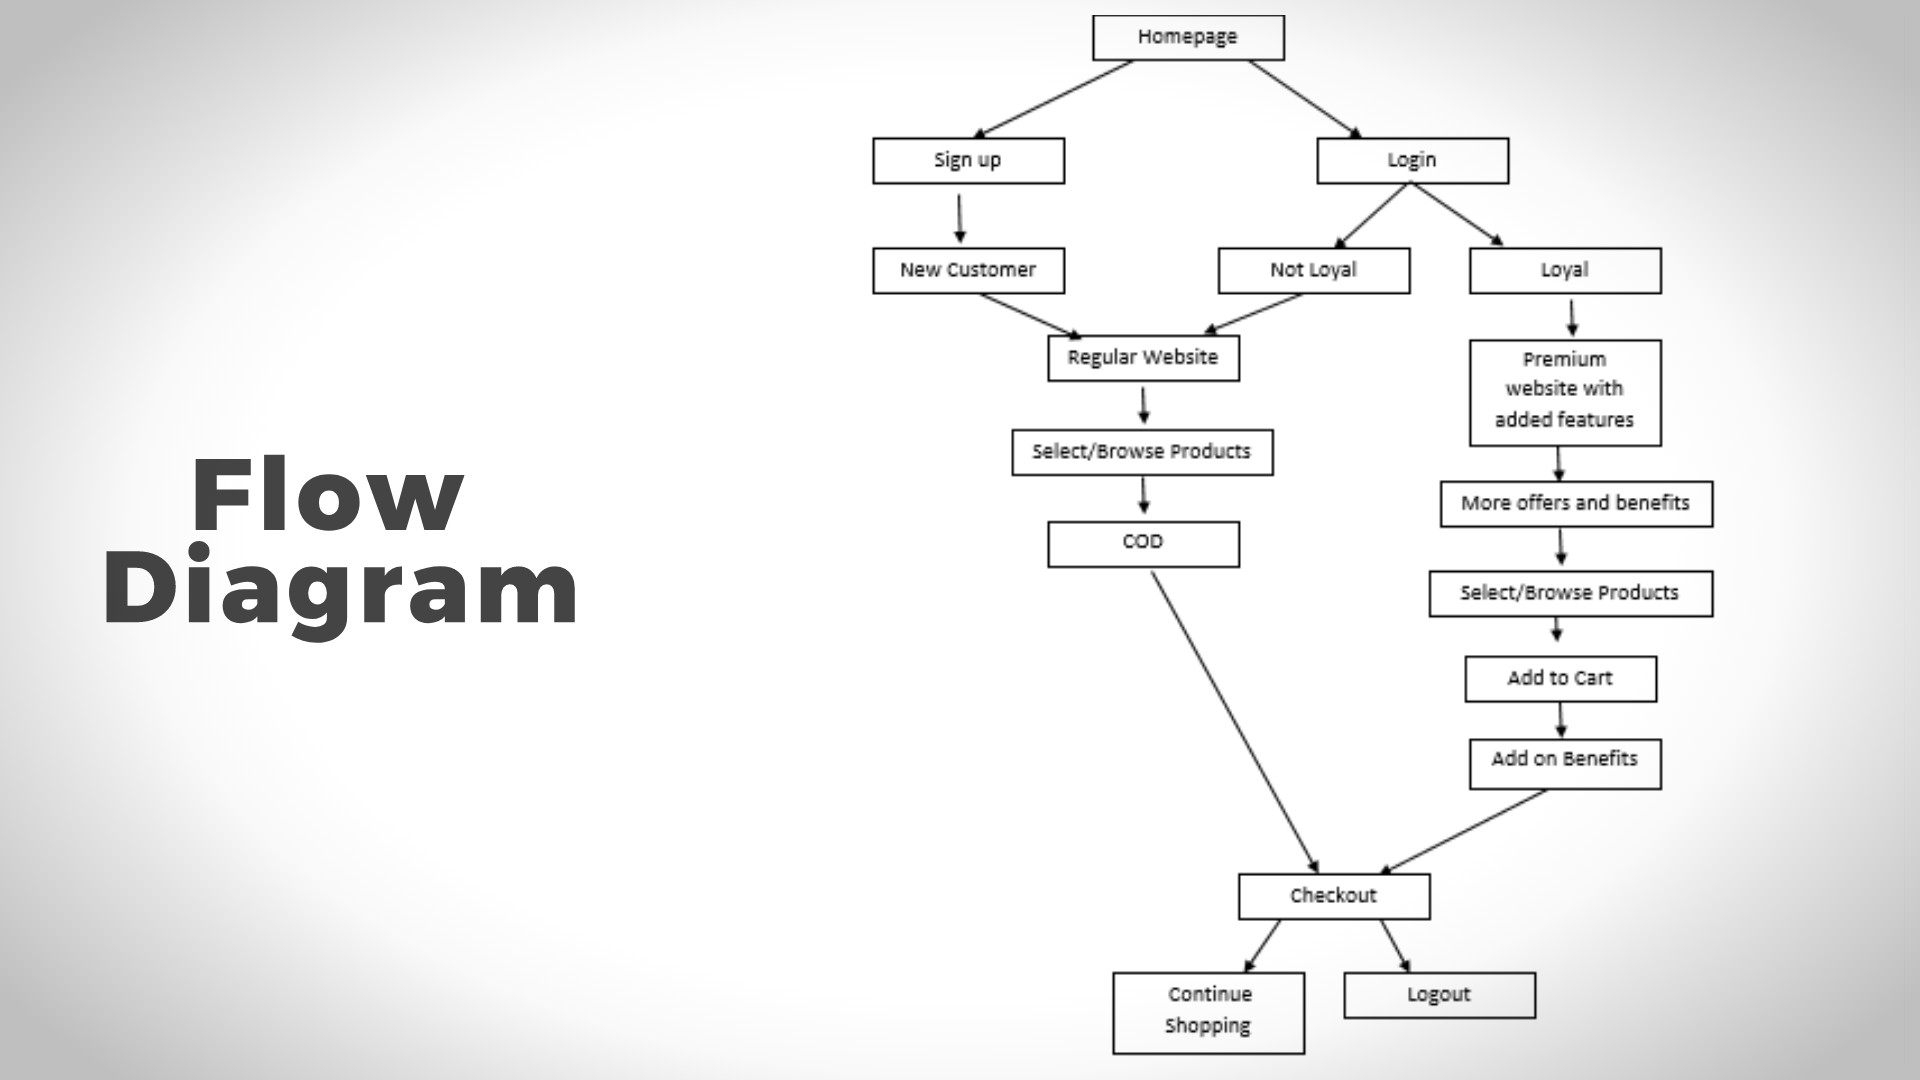 Flow
Diagram
Homepage
Sign up
Login
New Customer
Not Loyal
Loyal
Regular Website
Premium
website with
added features
Select/Browse Products
More offers and benefits
COD
Select/Browse Products
Add to Cart
Add on Benefits
Checkout
Continue
Shopping
Logout